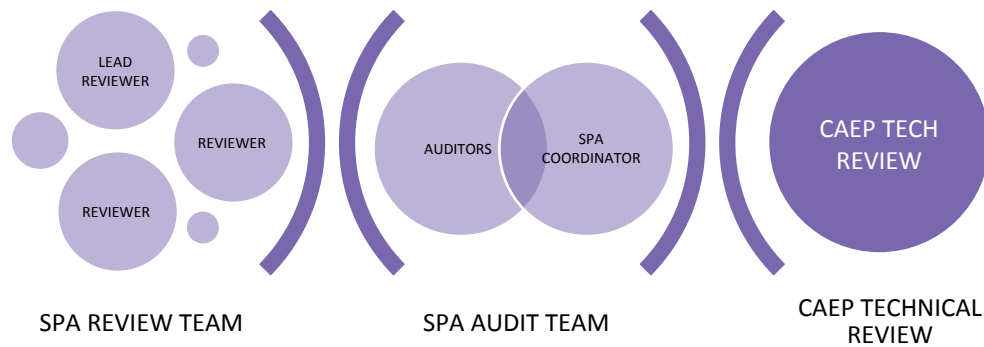 LEAD
REVIEWER
REVIEWER
REVIEWER
SPA REVIEW TEAM
AUDITORS
SPA
COORDINATOR
SPA AUDIT TEAM
CAEP TECH
REVIEW
CAEP TECHNICAL
REVIEW